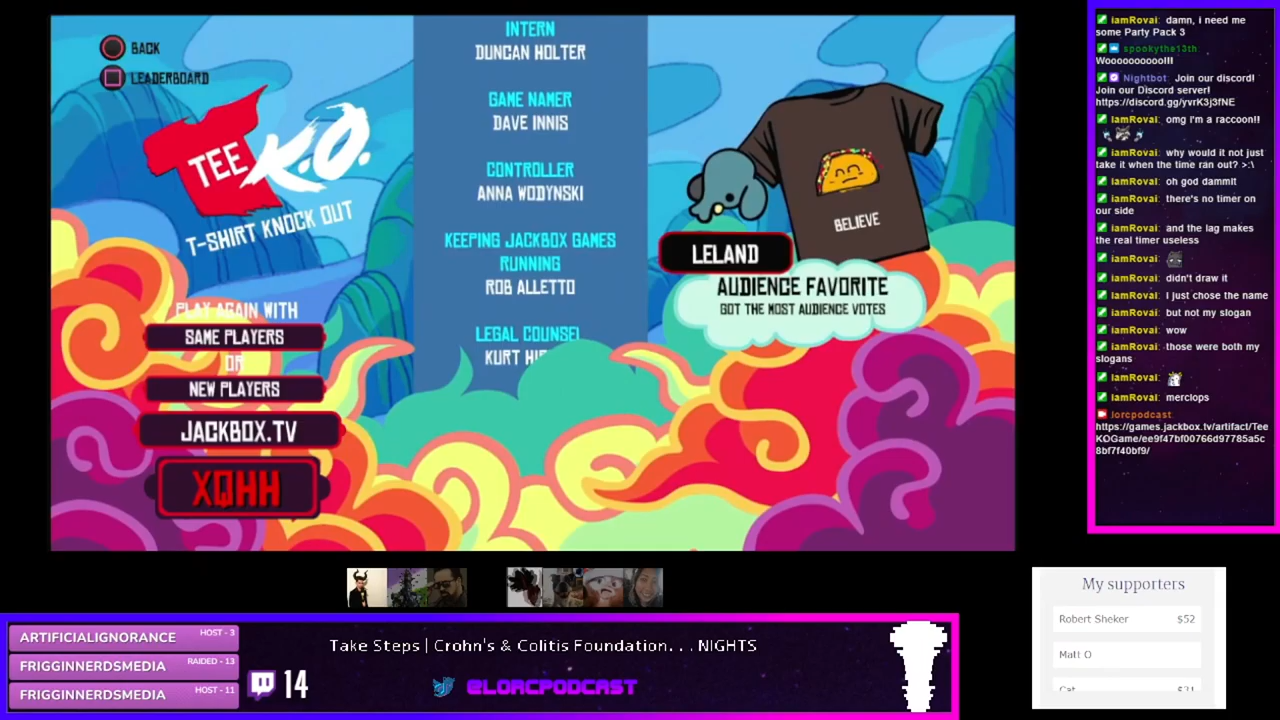 BACK
LEADERBOARD
TEE K.O.
T-SHIRT KNOCK OUT
PLAY AGAIN WITH
SAME PLAYERS
OR
NEW PLAYERS
JACKBOX.TV
XQHH
INTERN
DUNCAN HOLTER
GAME NAMER
DAVE INNIS
CONTROLLER
ANNA WODYNSKI
KEEPING JACKBOX GAMES
RUNNING
ROB ALLETTO
LEGAL COUNSEL
KURT
BELIEVE
LELAND
AUDIENCE FAVORITE
GOT THE MOST AUDIENCE VOTES
iamRovai: damn, i need me
some Party Pack 3
spookythe13th:
Woooooooooo!!!
Nightbot: Join our discord!
Join our Discord server!
https://discord.gg/yvrK3j3fNE
iamRovai: omg I'm a raccoon!!
iamRovai: why would it not just
take it when the time ran out? >:\
iamRovai: oh god dammit
iamRovai: there's no timer on
our side
iamRovai: and the lag makes
the real timer useless
iamRovai:
iamRovai: didn't draw it
iamRovai: I just chose the name
iamRovai: but not my slogan
iamRovai: wow
iamRovai: those were both my
slogans
iamRovai:
iamRovai: merclops
lorcpodcast:
https://games.jackbox.tv/artifact/Tee
KOGame/ee9f47bf00766d97785a5c
8bf7f40bf9/
ARTIFICIALIGNORANCE HOST - 3
FRIGGINNERDSMEDIA RAIDED - 13
FRIGGINNERDSMEDIA HOST - 11
14
Take Steps | Crohn's & Colitis Foundation. . . NIGHTS
@LORCPODCAST
My supporters
Robert Sheker $52
Matt O
Cat $21